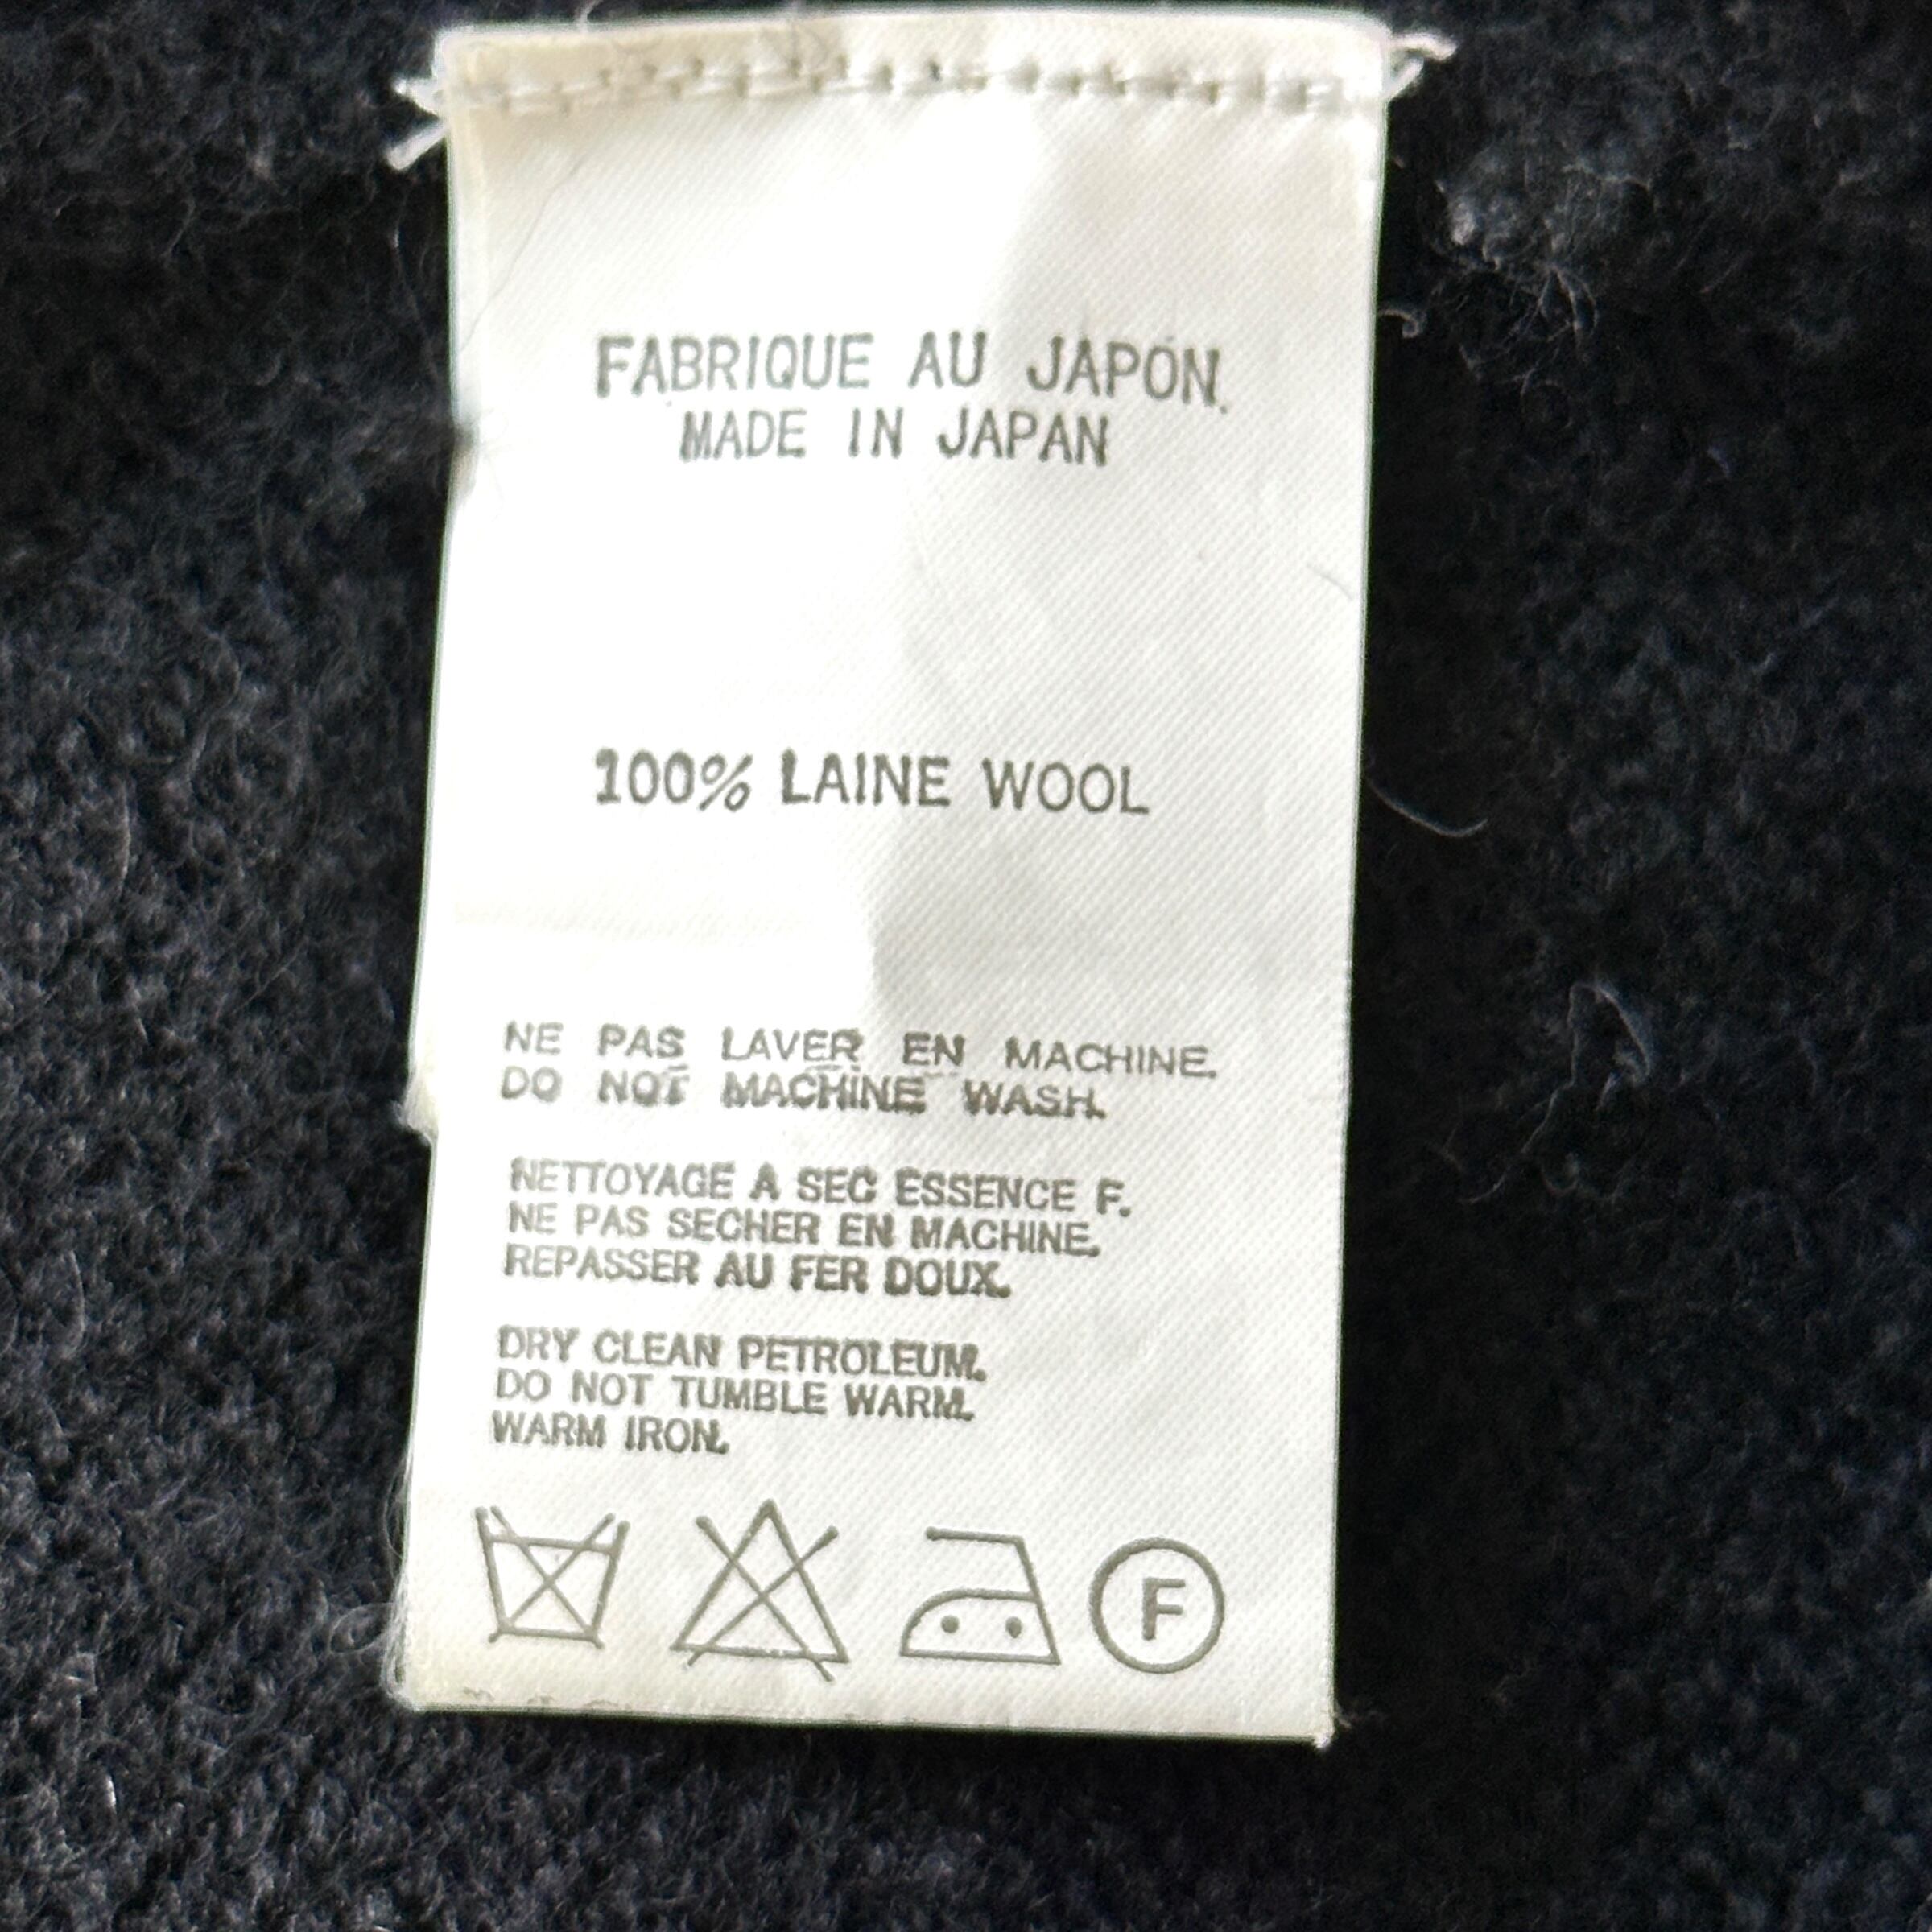 FABRIQUE AU JAPON.
MADE IN JAPAN
100% LAINE WOOL
NE PAS LAVER EN MACHINE.
DO NOT MACHINE WASH.
NETTOYAGE A SEC ESSENCE F.
NE PAS SECHER EN MACHINE.
REPASSER AU FER DOUX.
DRY CLEAN PETROLEUM.
DO NOT TUMBLE WARM.
WARM IRON.
F